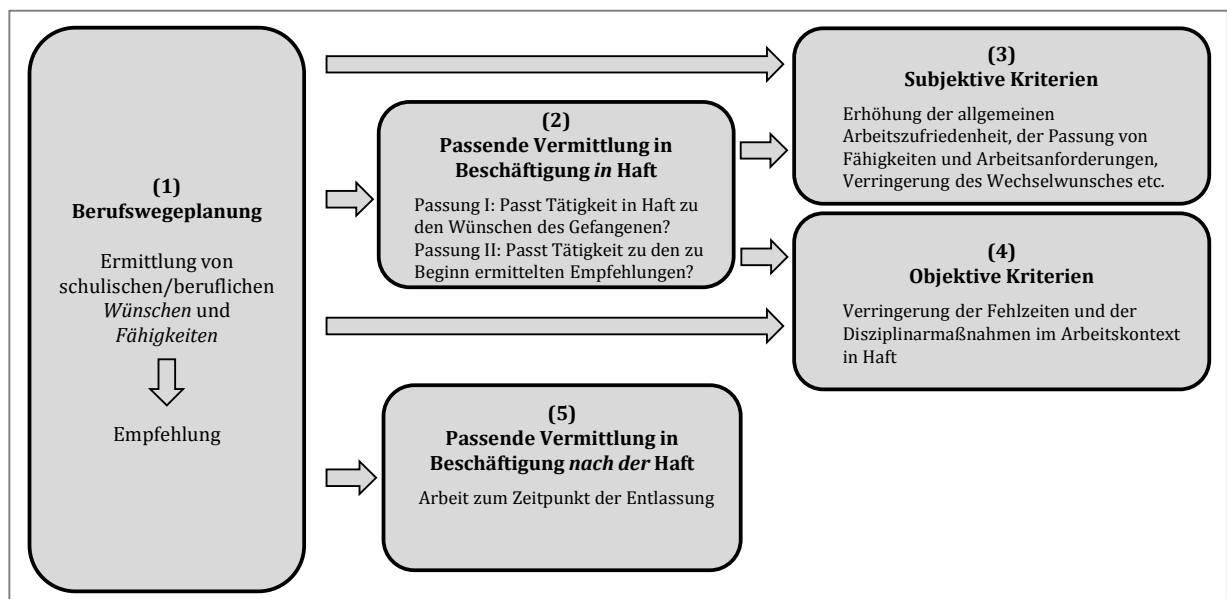 (1)
Berufswegeplanung
Ermittlung von
schulischen/beruflichen
Wünschen und
Fähigkeiten
Empfehlung
(2)
Passende Vermittlung in
Beschäftigung in Haft
Passung I: Passt Tätigkeit in Haft zu
den Wünschen des Gefangenen?
Passung II: Passt Tätigkeit zu den zu
Beginn ermittelten Empfehlungen?
(3)
Subjektive Kriterien
Erhöhung der allgemeinen
Arbeitszufriedenheit, der Passung von
Fähigkeiten und Arbeitsanforderungen,
Verringerung des Wechselwunsches etc.
(4)
Objektive Kriterien
Verringerung der Fehlzeiten und der
Disziplinarmaßnahmen im Arbeitskontext
in Haft
(5)
Passende Vermittlung in
Beschäftigung nach der Haft
Arbeit zum Zeitpunkt der Entlassung